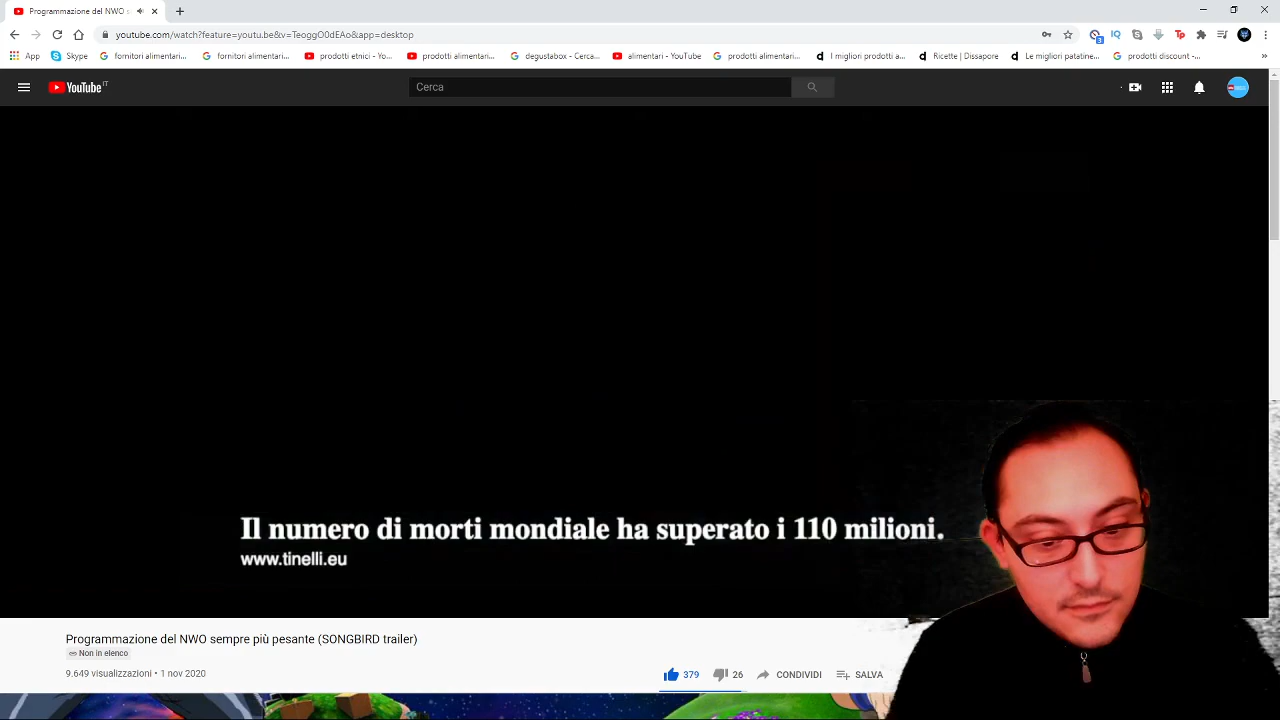 Programmazione del NWO s
youtube.com/watch?feature=youtu.be&v=TeoggO0dEAo&app=desktop
3 IQ Tp
App Skype fornitori alimentari... fornitori alimentari... prodotti etnici - Yo... prodotti alimentari... degustabox - Cerca... alimentari - YouTube prodotti alimentari... I migliori prodotti a... Ricette | Dissapore Le migliori patatine... prodotti discount -... »
YouTube IT Cerca
Il numero di morti mondiale ha superato i 110 milioni.
www.tinelli.eu
Programmazione del NWO sempre più pesante (SONGBIRD trailer)
Non in elenco
9.649 visualizzazioni • 1 nov 2020 379 26 CONDIVIDI SALVA